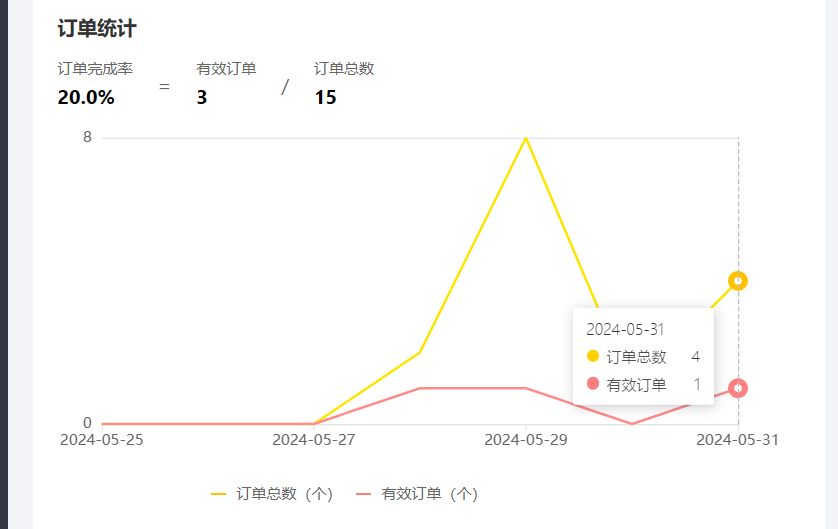 订单统计
订单完成率 有效订单 订单总数
20.0% = 3 / 15
8
2024-05-31
订单总数 4
有效订单 1
0
2024-05-25 2024-05-27 2024-05-29 2024-05-31
订单总数（个） 有效订单（个）